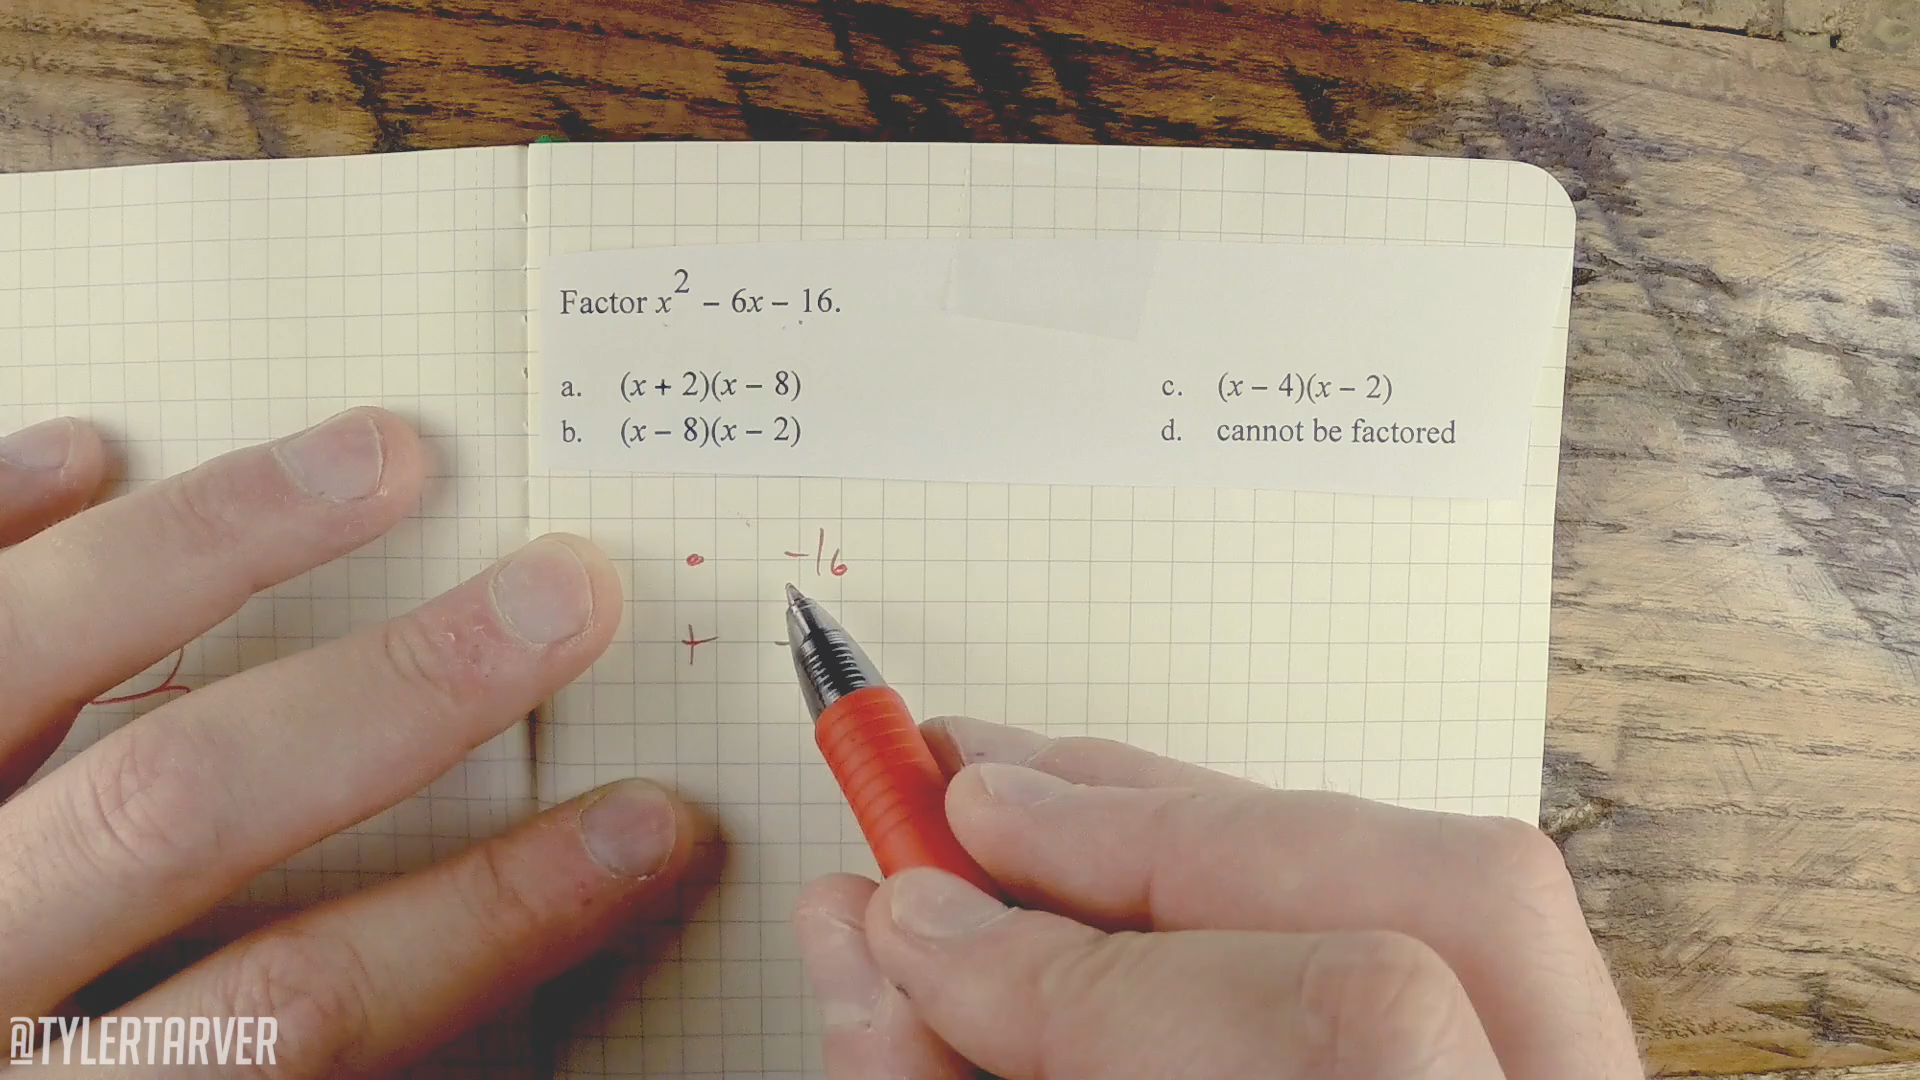 Factor x² – 6x – 16.
a. (x + 2)(x – 8)
b. (x – 8)(x – 2)
c. (x – 4)(x – 2)
d. cannot be factored
• -16
+ -
@TYLERTARVER